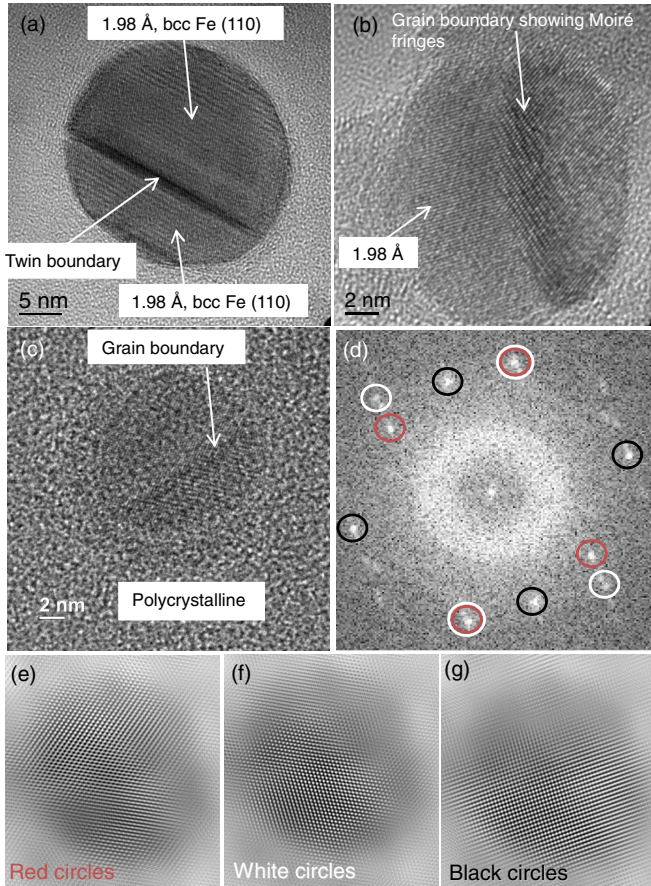 (a)
1.98 Å, bcc Fe (110)
Twin boundary
1.98 Å, bcc Fe (110)
5 nm
(b)
Grain boundary showing Moiré
fringes
1.98 Å
2 nm
(c)
Grain boundary
Polycrystalline
2 nm
(d)
(e)
Red circles
(f)
White circles
(g)
Black circles